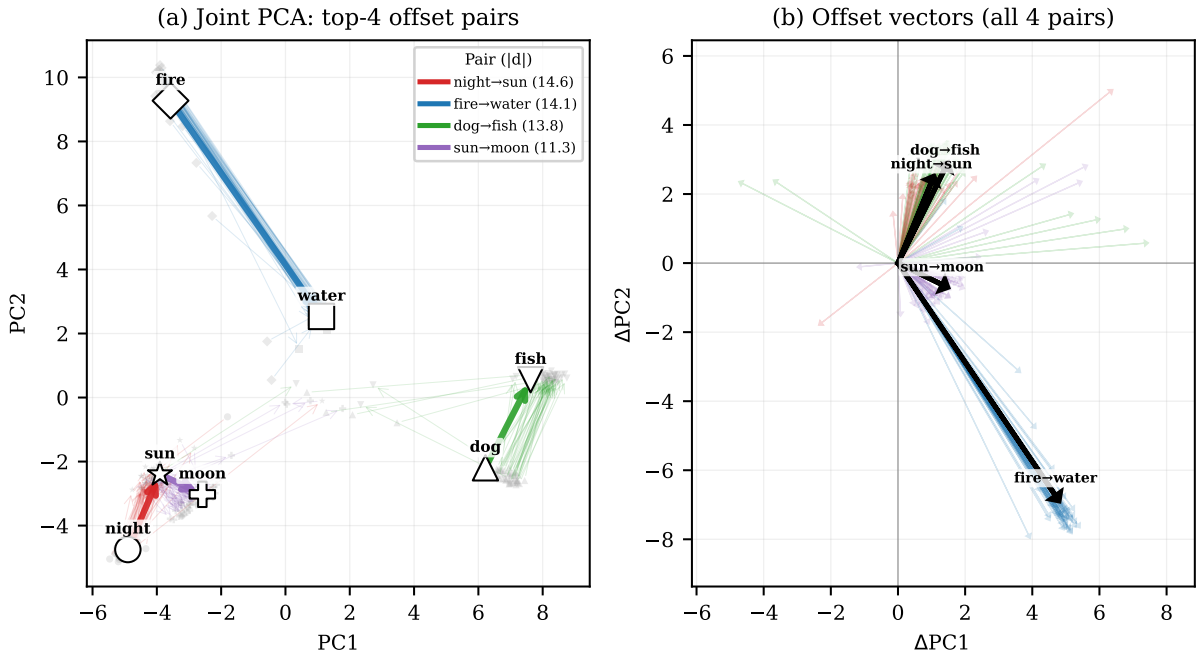 (a) Joint PCA: top-4 offset pairs
PC2
10
8
6
4
2
0
−2
−4
−6
−4
−2
0
2
4
6
8
PC1
Pair (|d|)
night→sun (14.6)
fire→water (14.1)
dog→fish (13.8)
sun→moon (11.3)
fire
water
fish
dog
sun
moon
night
(b) Offset vectors (all 4 pairs)
ΔPC2
6
4
2
0
−2
−4
−6
−8
−6
−4
−2
0
2
4
6
8
ΔPC1
dog→fish
night→sun
sun→moon
fire→water